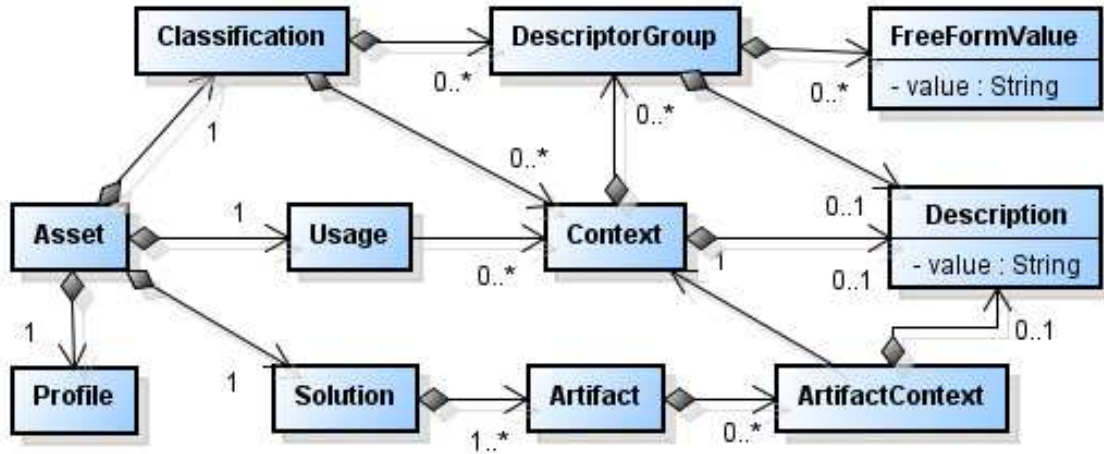 Classification
DescriptorGroup
FreeFormValue
- value : String
0..*
0..*
0..*
1
0..*
Asset
1
Usage
0..*
Context
0..1
Description
- value : String
0..1
1
0..1
1
1
Profile
Solution
1..*
Artifact
0..*
ArtifactContext